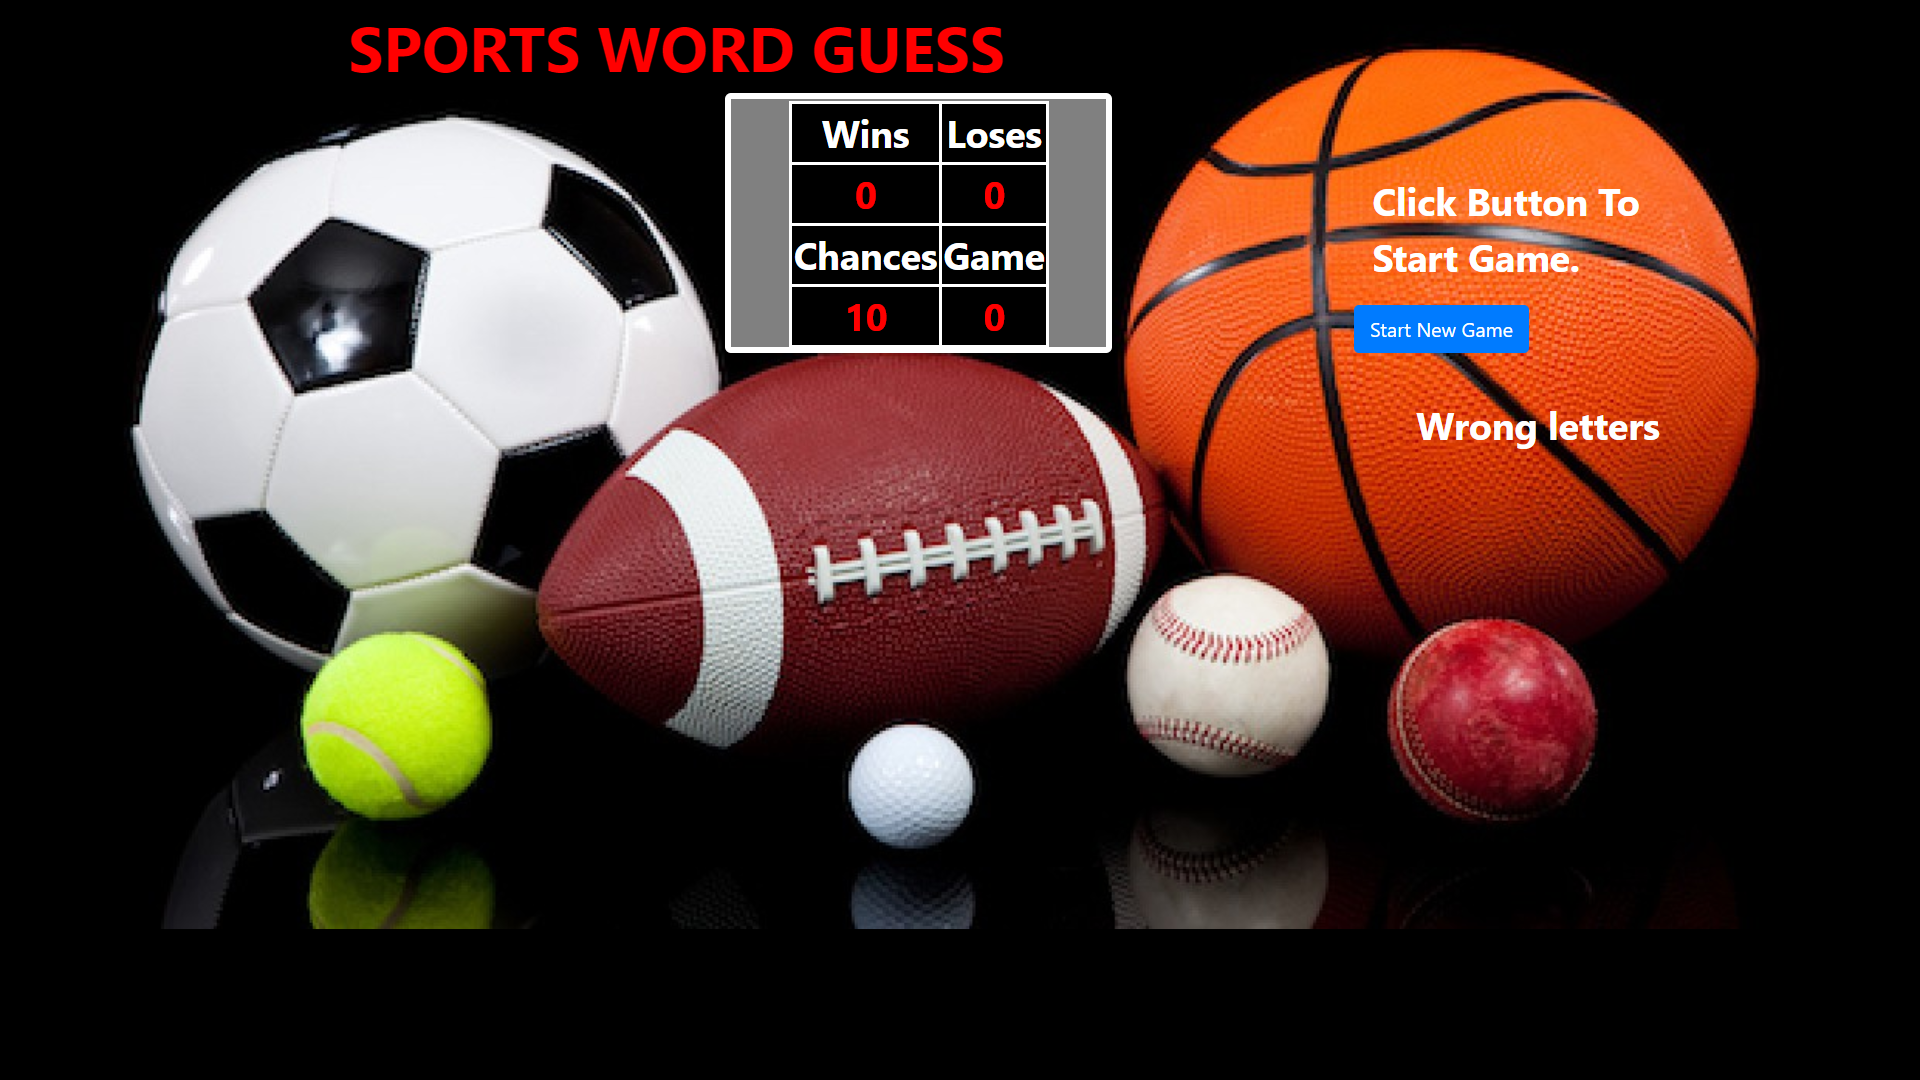 SPORTS WORD GUESS
Wins Loses
0 0
Chances Game
10 0
Click Button To
Start Game.
Start New Game
Wrong letters